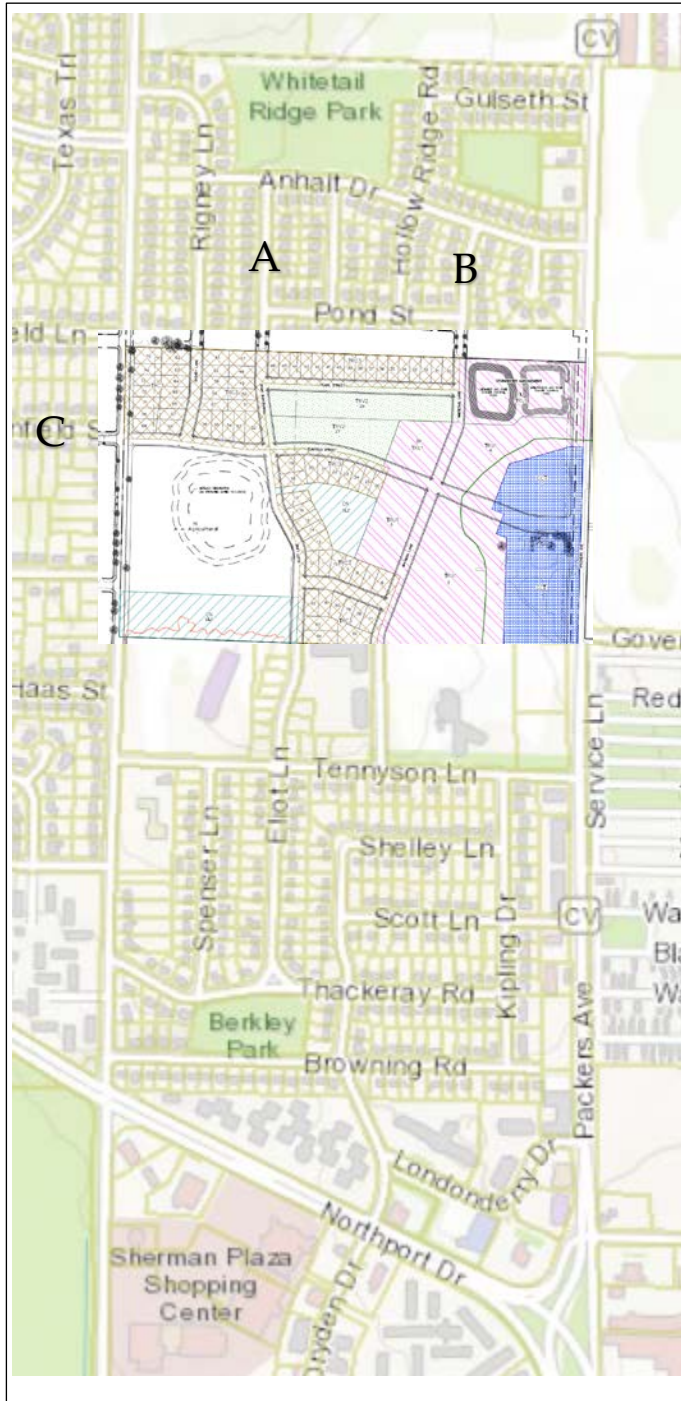 CV
Texas Trl
Whitetail
Ridge Park
Gulseth St
Rigney Ln
Hollow Ridge Rd
Anhalt Dr
A
B
Pond St
eld Ln
C
nfield S
Gover
Haas St
Red
Service Ln
Tennyson Ln
Eliot Ln
Spenser Ln
Shelley Ln
Scott Ln
CV
Wa
Bla
Wa
Kipling Dr
Thackeray Rd
Berkley
Park
Browning Rd
Packers Ave
Londonderry Dr
Northport Dr
Sherman Plaza
Shopping
Center
Dryden Dr